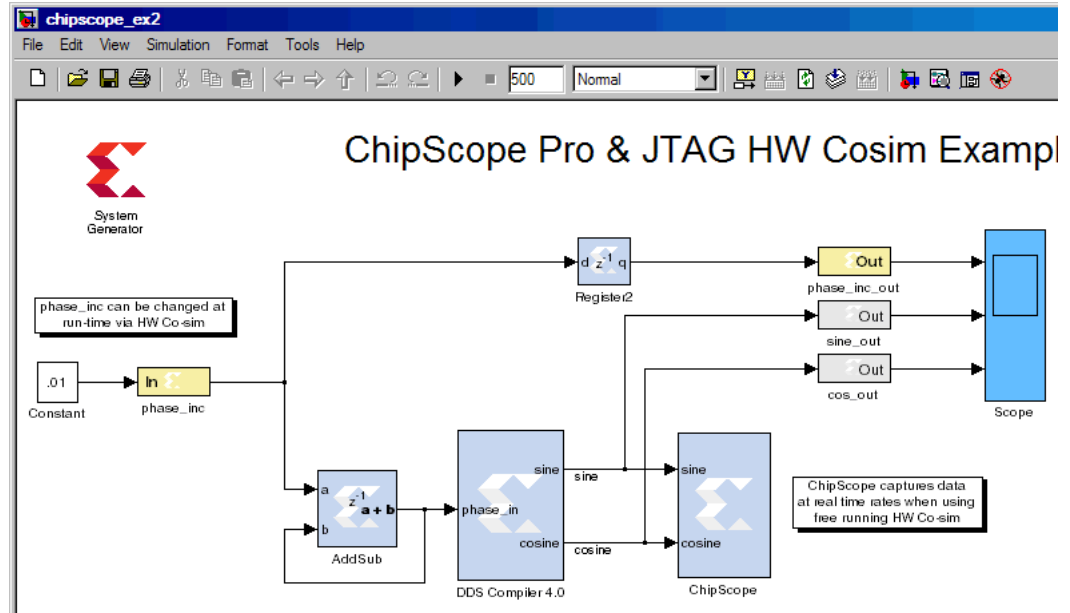 chipscope_ex2
File Edit View Simulation Format Tools Help
500 Normal
ChipScope Pro & JTAG HW Cosim Exampl
System
Generator
d z-1 q
Register2
Out
phase_inc_out
Out
sine_out
Out
cos_out
Scope
phase_inc can be changed at
run-time via HW Co-sim
.01
Constant
In
phase_inc
a
b
z-1
a + b
AddSub
phase_in
sine
cosine
DDS Compiler 4.0
sine
cosine
sine
cosine
ChipScope
ChipScope captures data
at real time rates when using
free running HW Co-sim